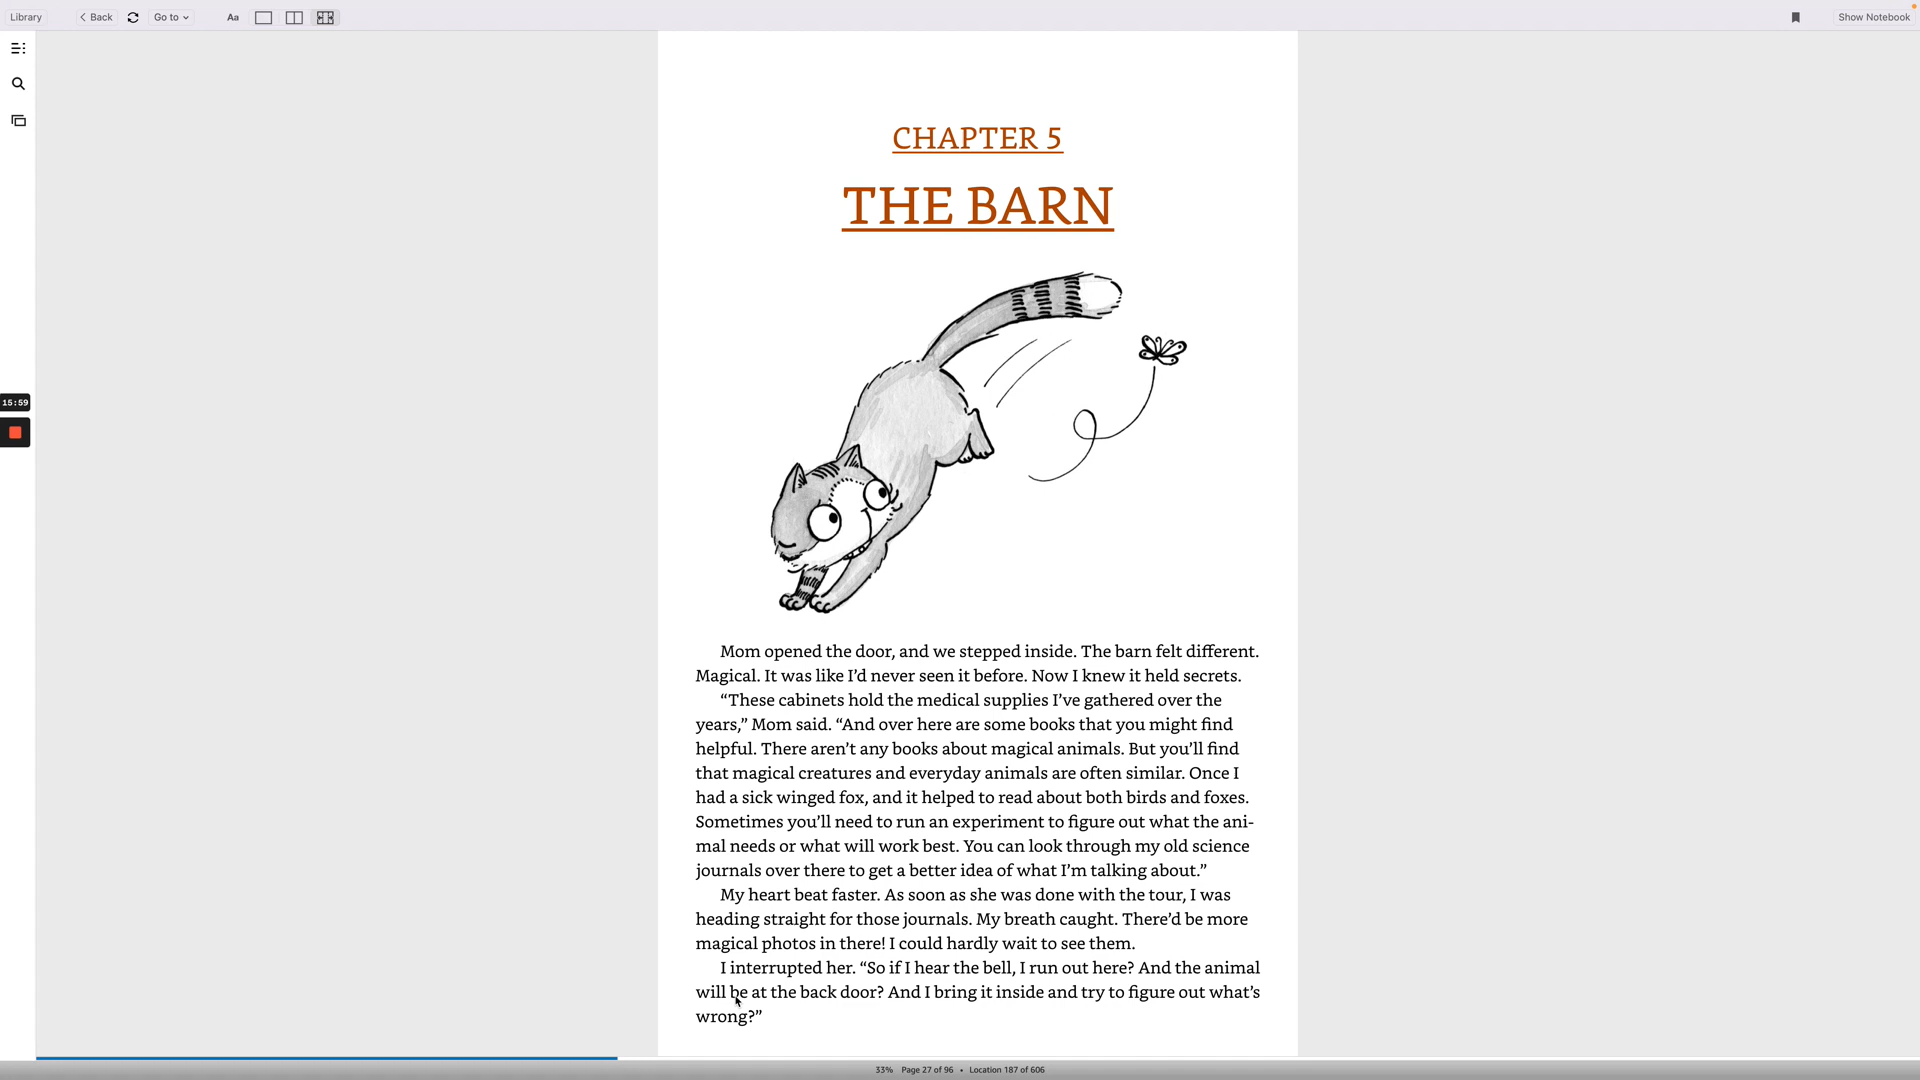 Library
Back
Go to
Aa
Show Notebook
15:59
CHAPTER 5
THE BARN
Mom opened the door, and we stepped inside. The barn felt different.
Magical. It was like I’d never seen it before. Now I knew it held secrets.
“These cabinets hold the medical supplies I’ve gathered over the
years,” Mom said. “And over here are some books that you might find
helpful. There aren’t any books about magical animals. But you’ll find
that magical creatures and everyday animals are often similar. Once I
had a sick winged fox, and it helped to read about both birds and foxes.
Sometimes you’ll need to run an experiment to figure out what the ani-
mal needs or what will work best. You can look through my old science
journals over there to get a better idea of what I’m talking about.”
My heart beat faster. As soon as she was done with the tour, I was
heading straight for those journals. My breath caught. There’d be more
magical photos in there! I could hardly wait to see them.
I interrupted her. “So if I hear the bell, I run out here? And the animal
will be at the back door? And I bring it inside and try to figure out what’s
wrong?”
33% Page 27 of 96 • Location 187 of 606